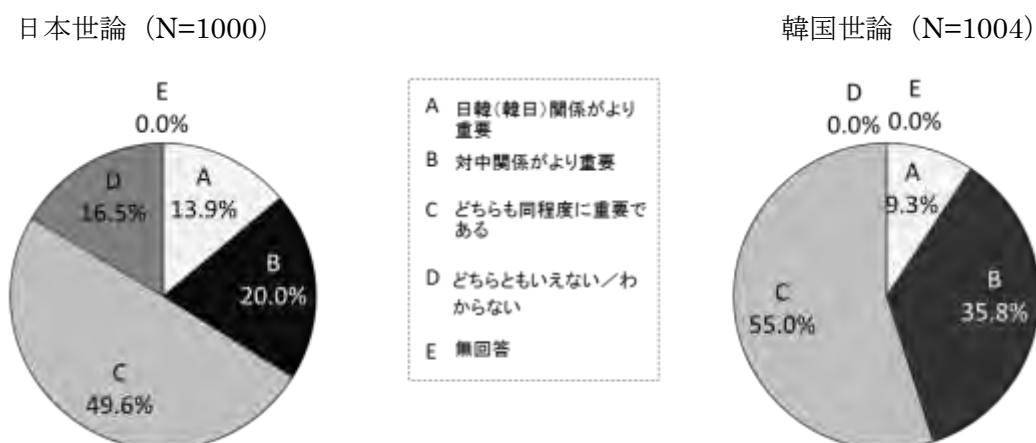 日本世論（N=1000）
韓国世論（N=1004）
E
0.0%
A
13.9%
B
20.0%
C
49.6%
D
16.5%
A 日韓（韓日）関係がより
重要
B 対中関係がより重要
C どちらも同程度に重要で
ある
D どちらともいえない／わ
からない
E 無回答
D
0.0%
E
0.0%
A
9.3%
B
35.8%
C
55.0%